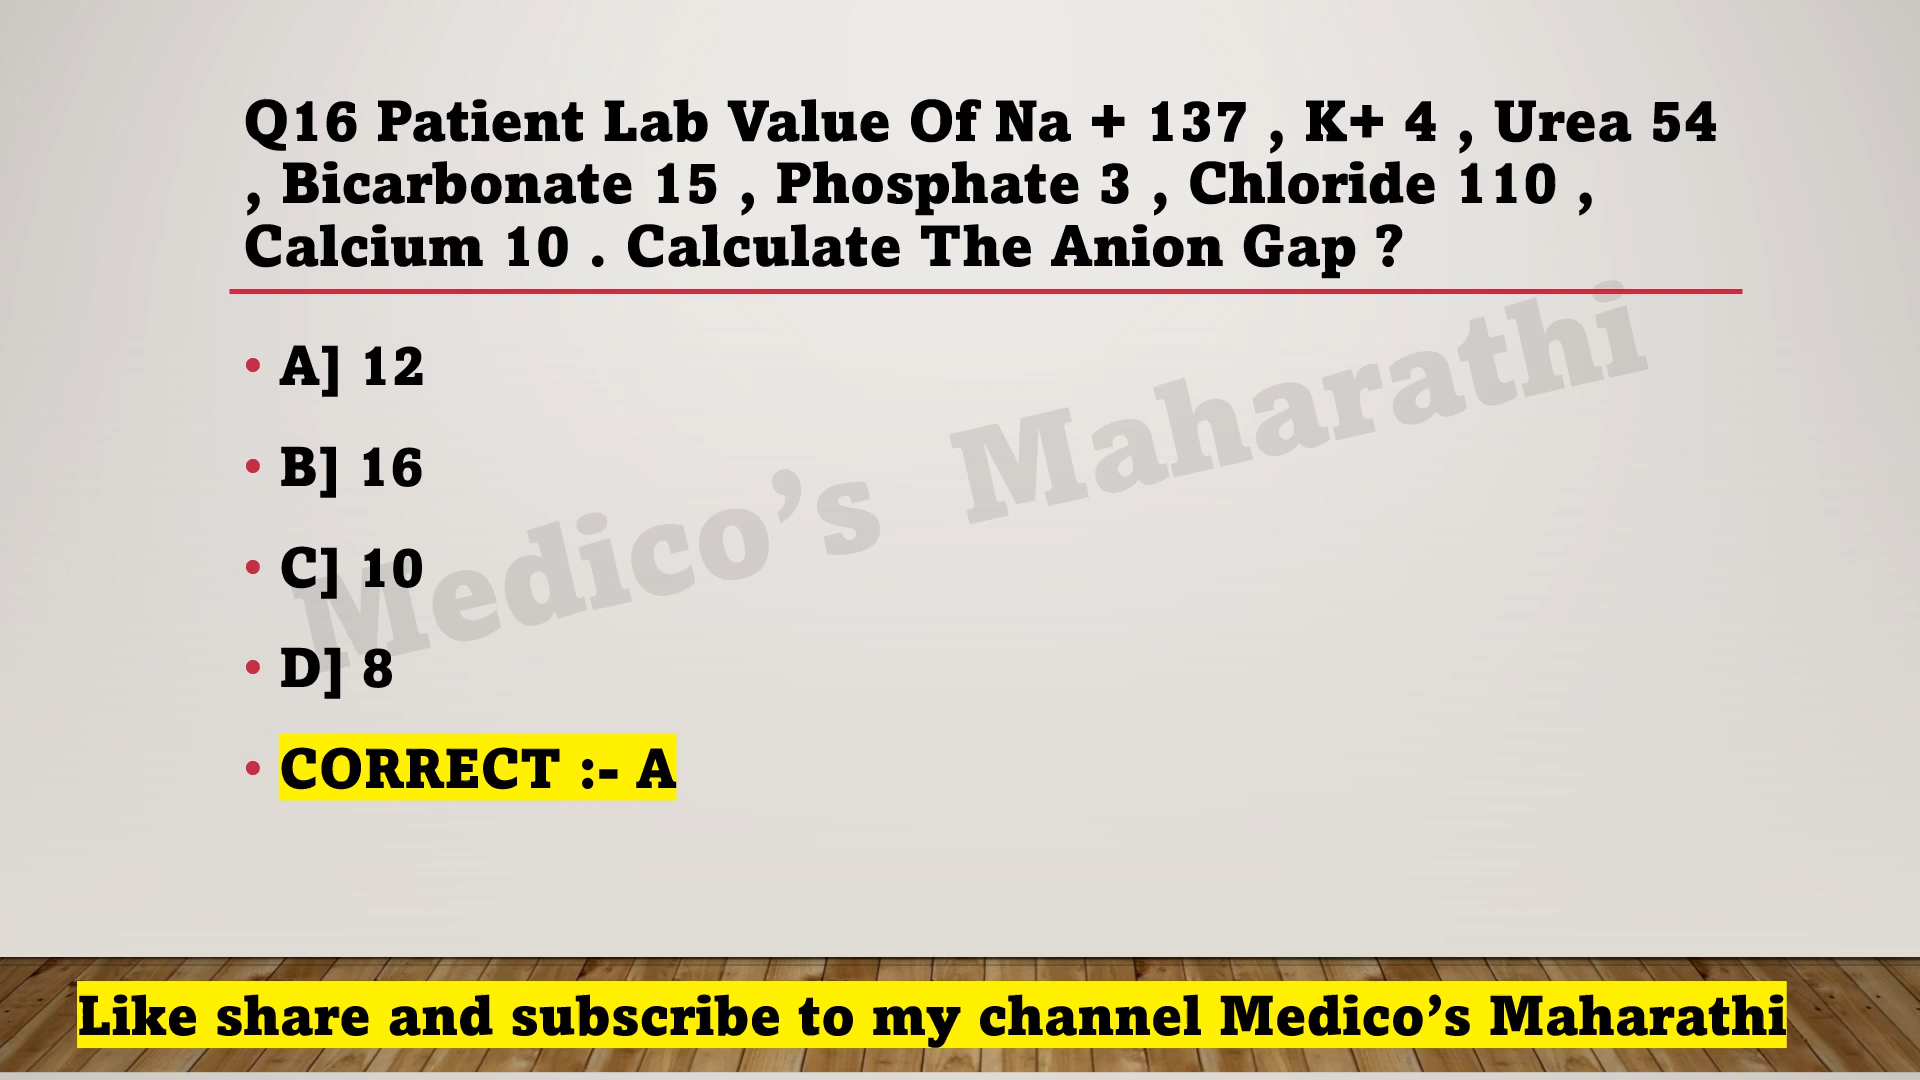 Q16 Patient Lab Value Of Na + 137 , K+ 4 , Urea 54
, Bicarbonate 15 , Phosphate 3 , Chloride 110 ,
Calcium 10 . Calculate The Anion Gap ?
• A] 12
• B] 16
• C] 10
• D] 8
• CORRECT :- A
Medico’s Maharathi
Like share and subscribe to my channel Medico’s Maharathi